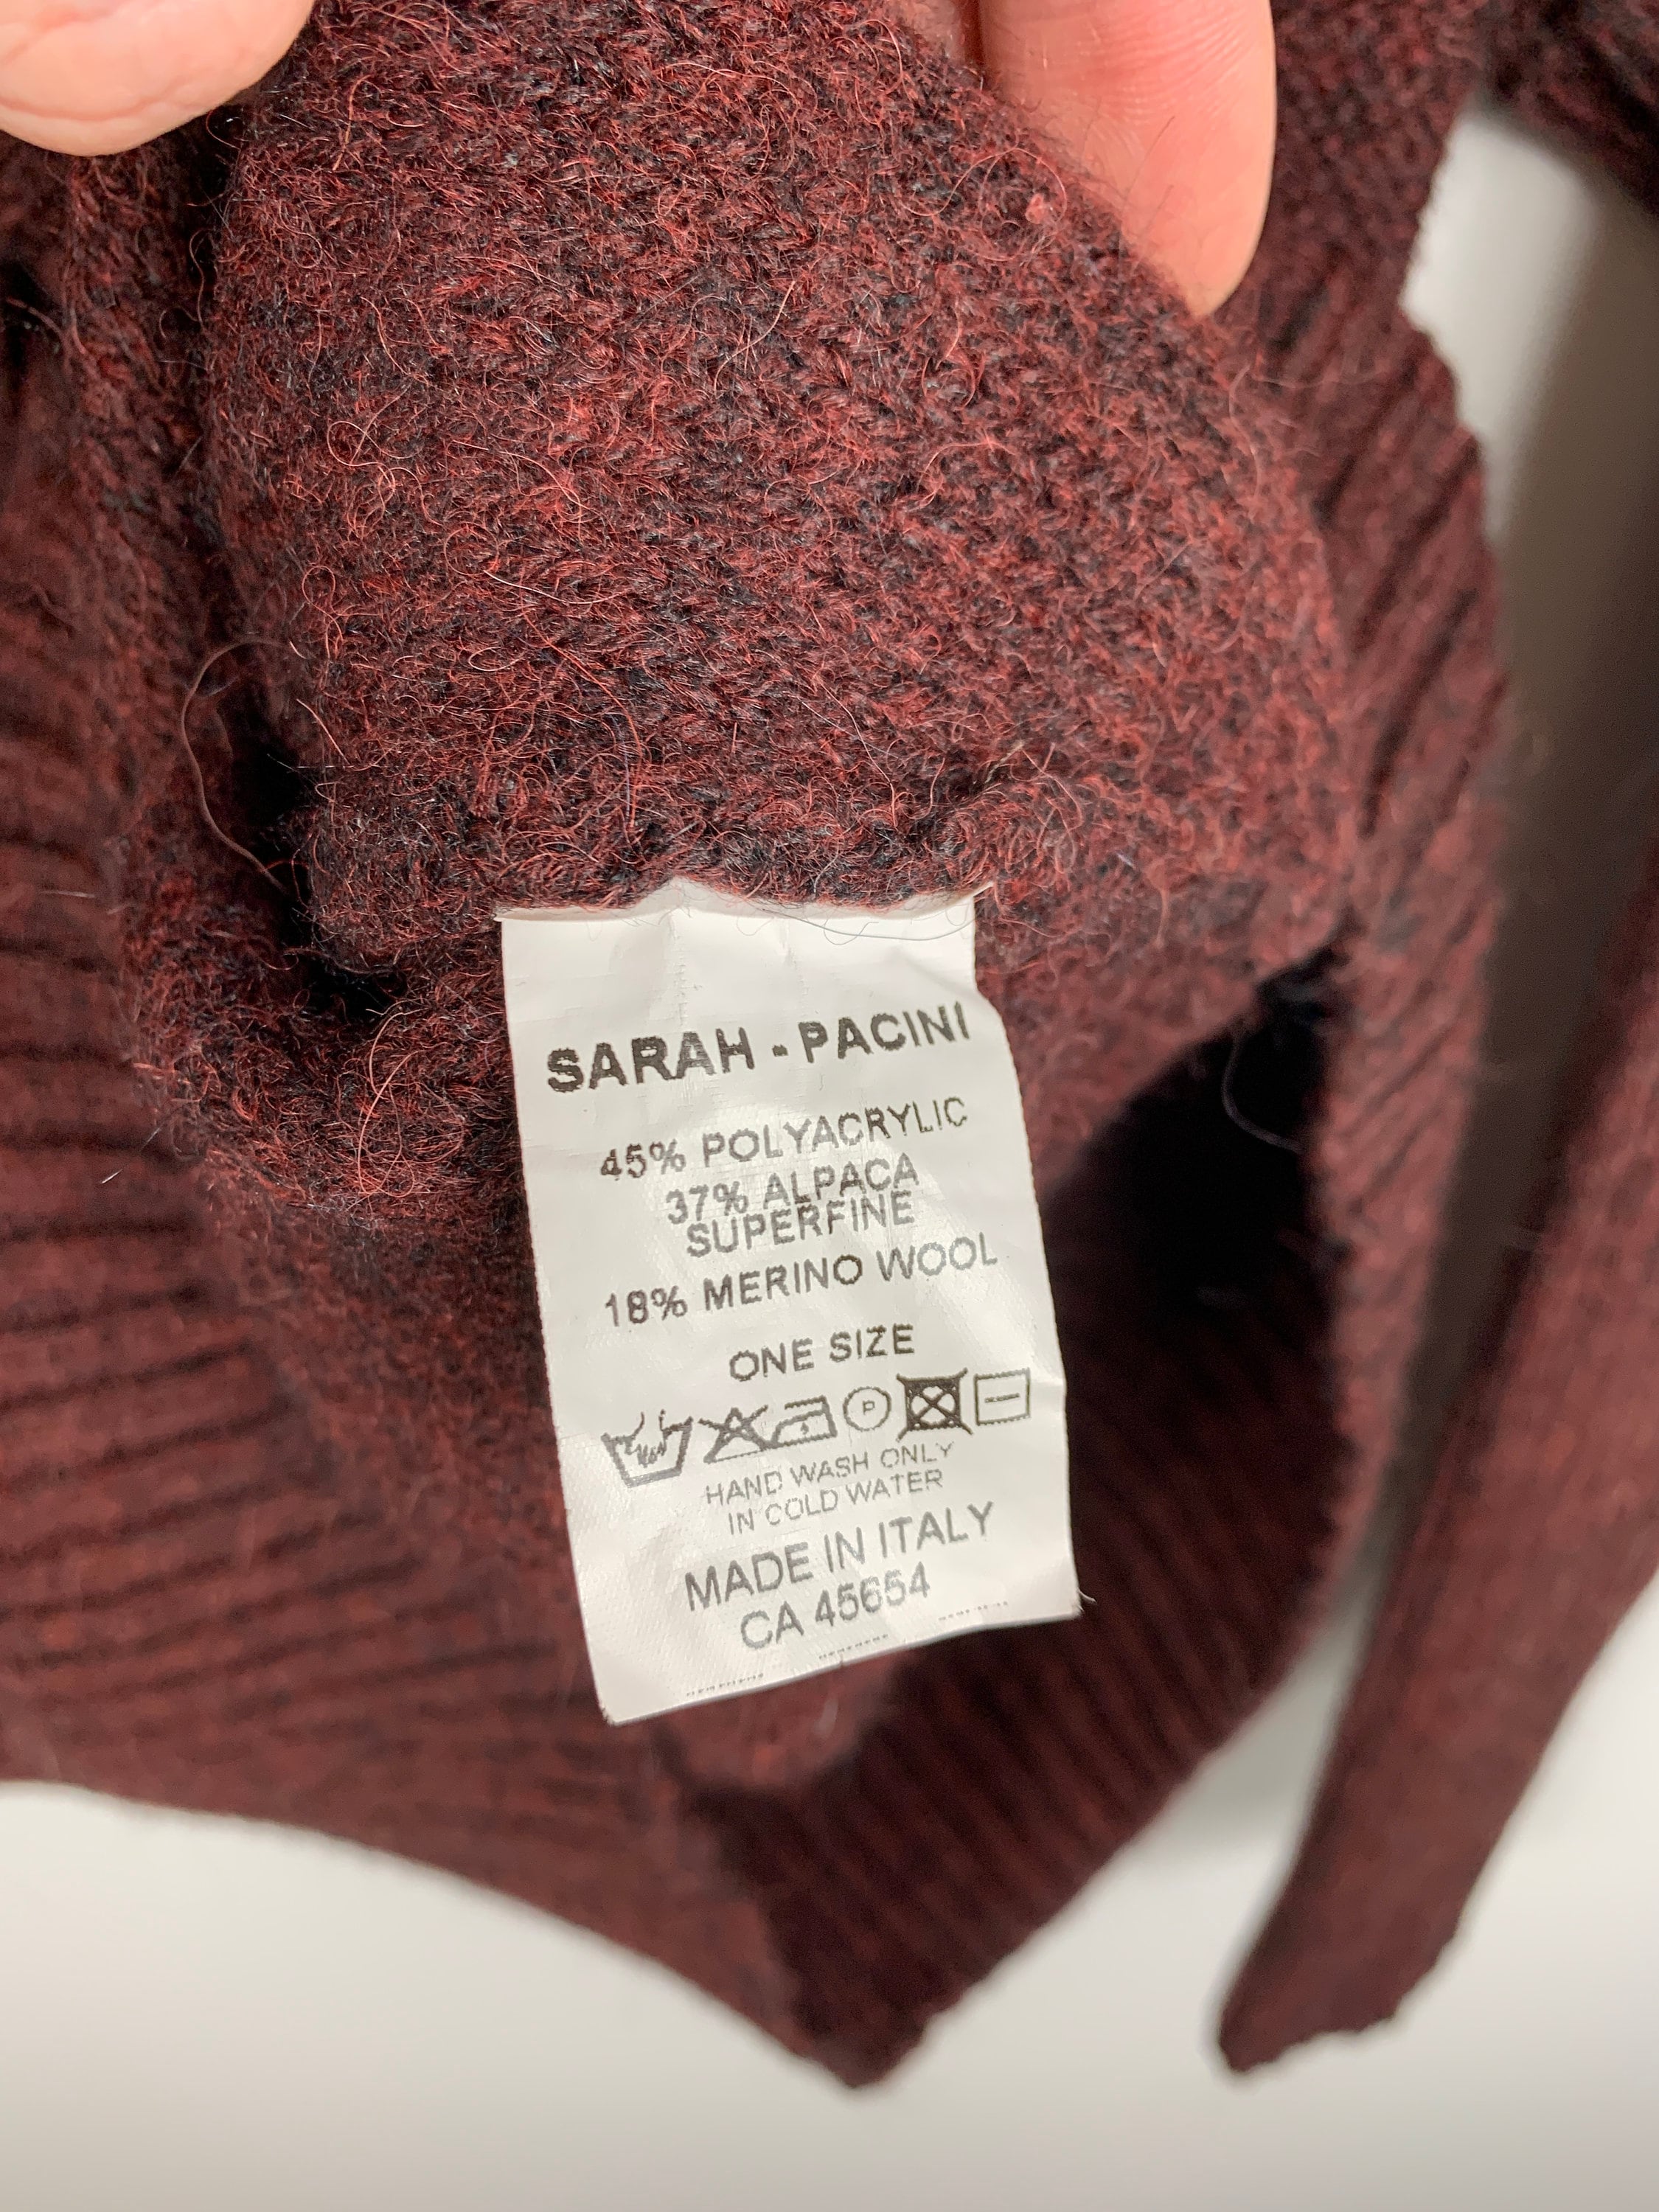 SARAH - PACINI
45% POLYACRYLIC
37% ALPACA
SUPERFINE
18% MERINO WOOL
ONE SIZE
P
HAND WASH ONLY
IN COLD WATER
MADE IN ITALY
CA 45654